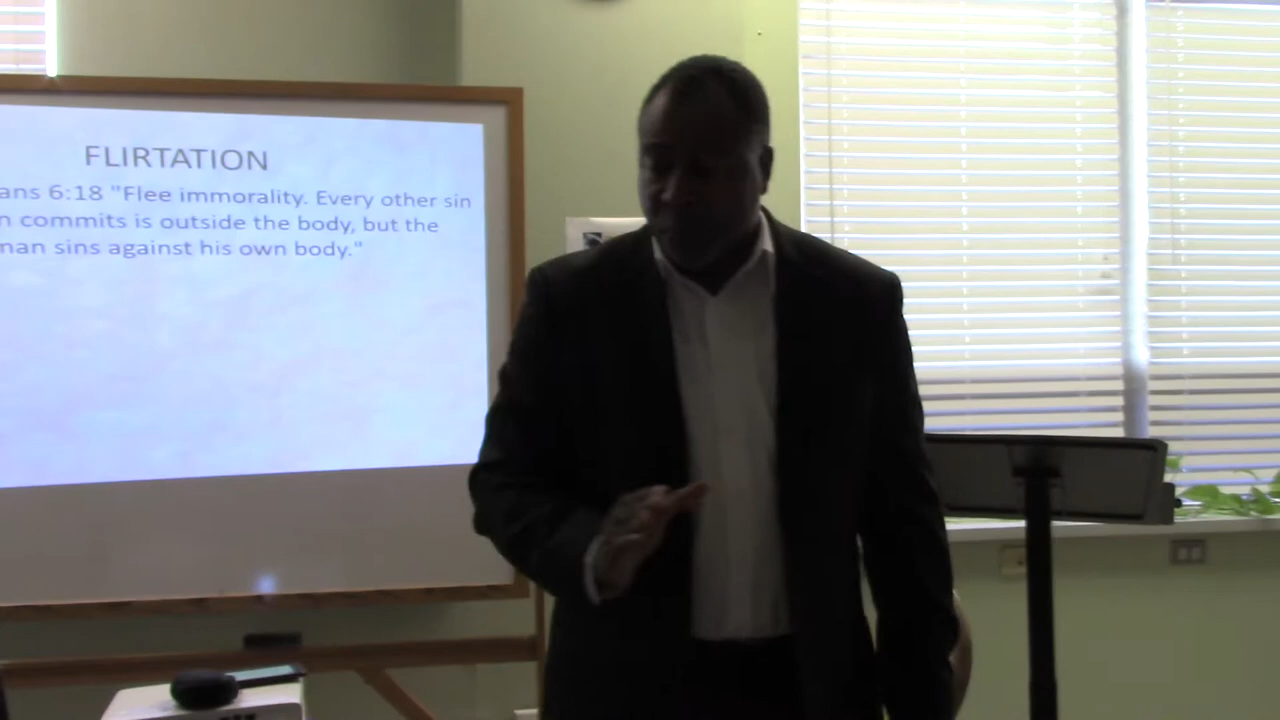 FLIRTATION
ans 6:18 "Flee immorality. Every other sin
n commits is outside the body, but the
man sins against his own body."